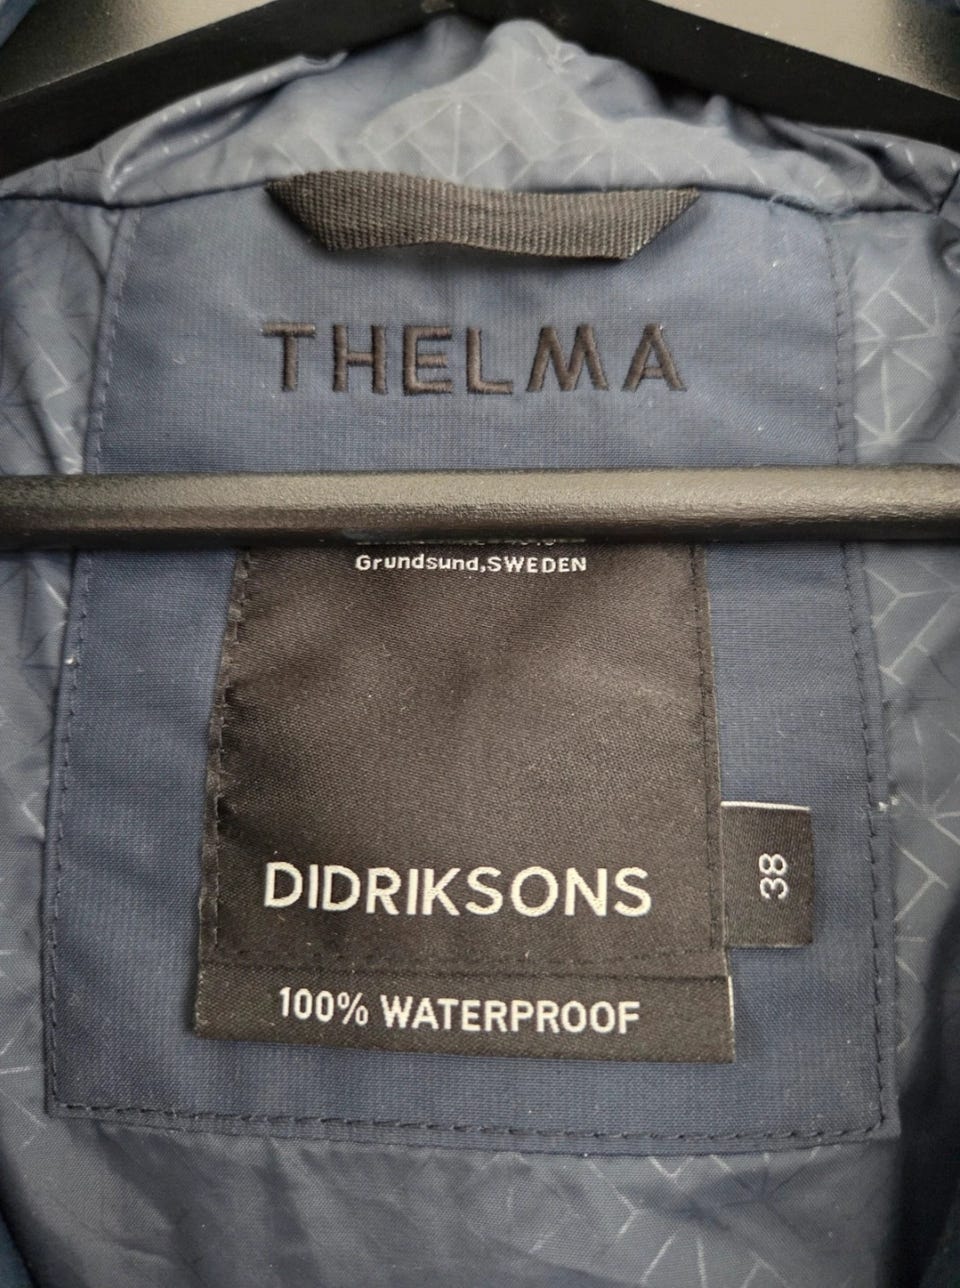 THELMA
Grundsund,SWEDEN
DIDRIKSONS
38
100% WATERPROOF